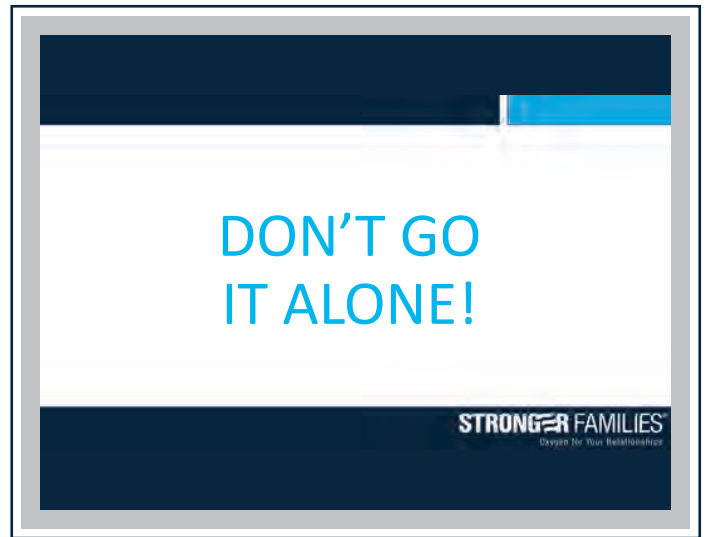 DON’T GO
IT ALONE!
STRONGER FAMILIES®
Oxygen for Your Relationships